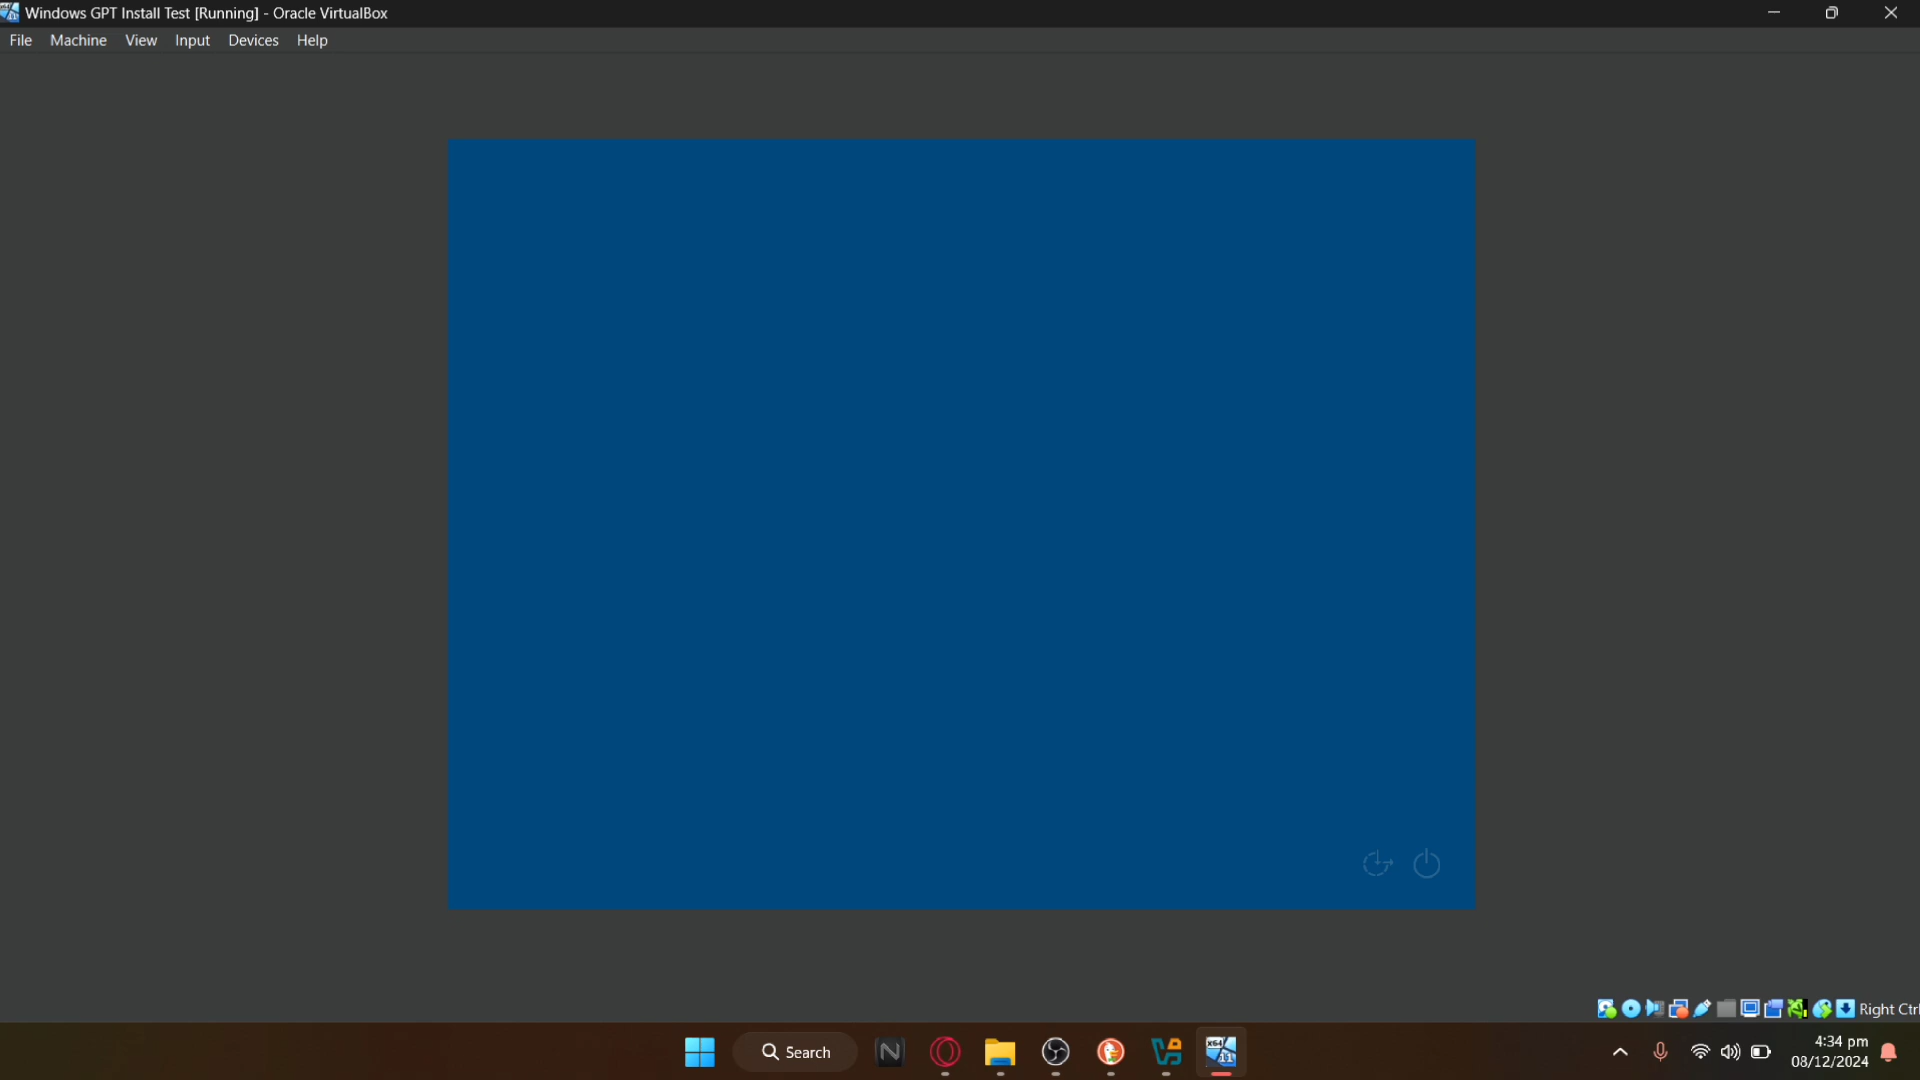 Windows GPT Install Test [Running] - Oracle VirtualBox
File Machine View Input Devices Help
Right Ctrl
Search
4:34 pm
08/12/2024